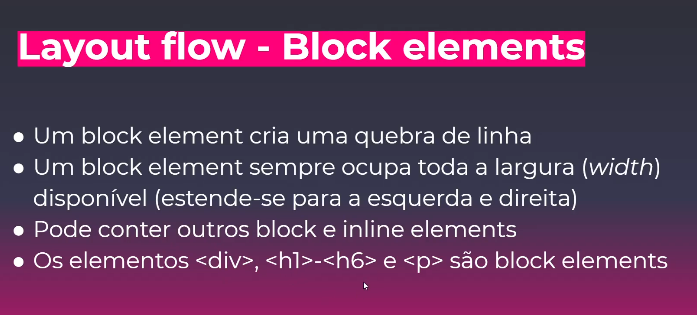 Layout flow - Block elements
● Um block element cria uma quebra de linha
● Um block element sempre ocupa toda a largura (width)
disponível (estende-se para a esquerda e direita)
● Pode conter outros block e inline elements
● Os elementos <div>, <h1>-<h6> e <p> são block elements